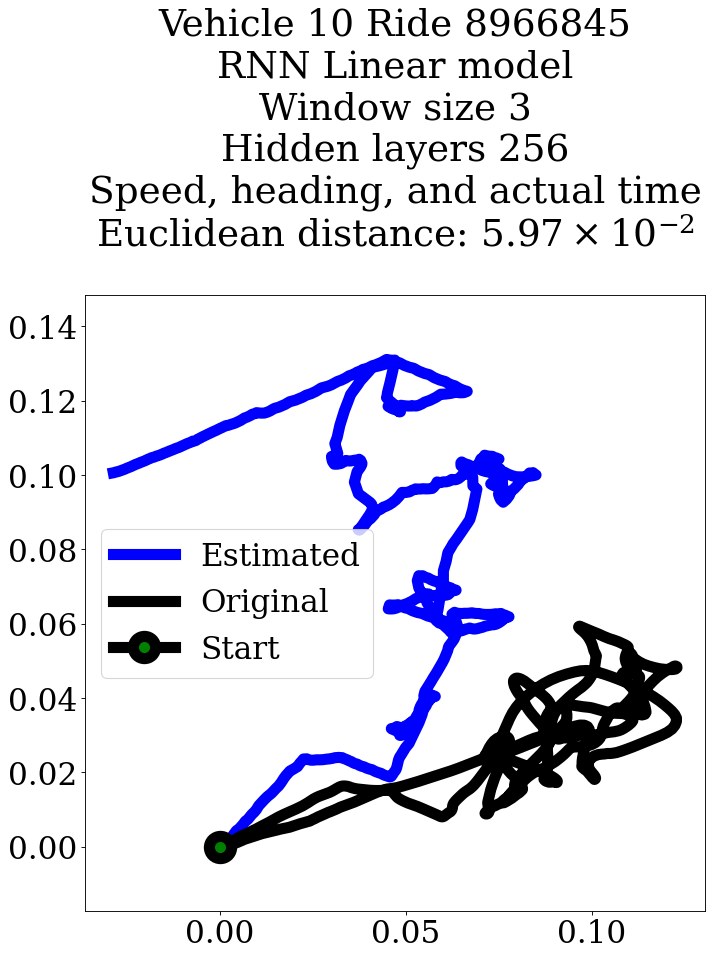 Vehicle 10 Ride 8966845
RNN Linear model
Window size 3
Hidden layers 256
Speed, heading, and actual time
Euclidean distance: 5.97 × 10⁻²
0.14
0.12
0.10
0.08
0.06
0.04
0.02
0.00
Estimated
Original
Start
0.00 0.05 0.10